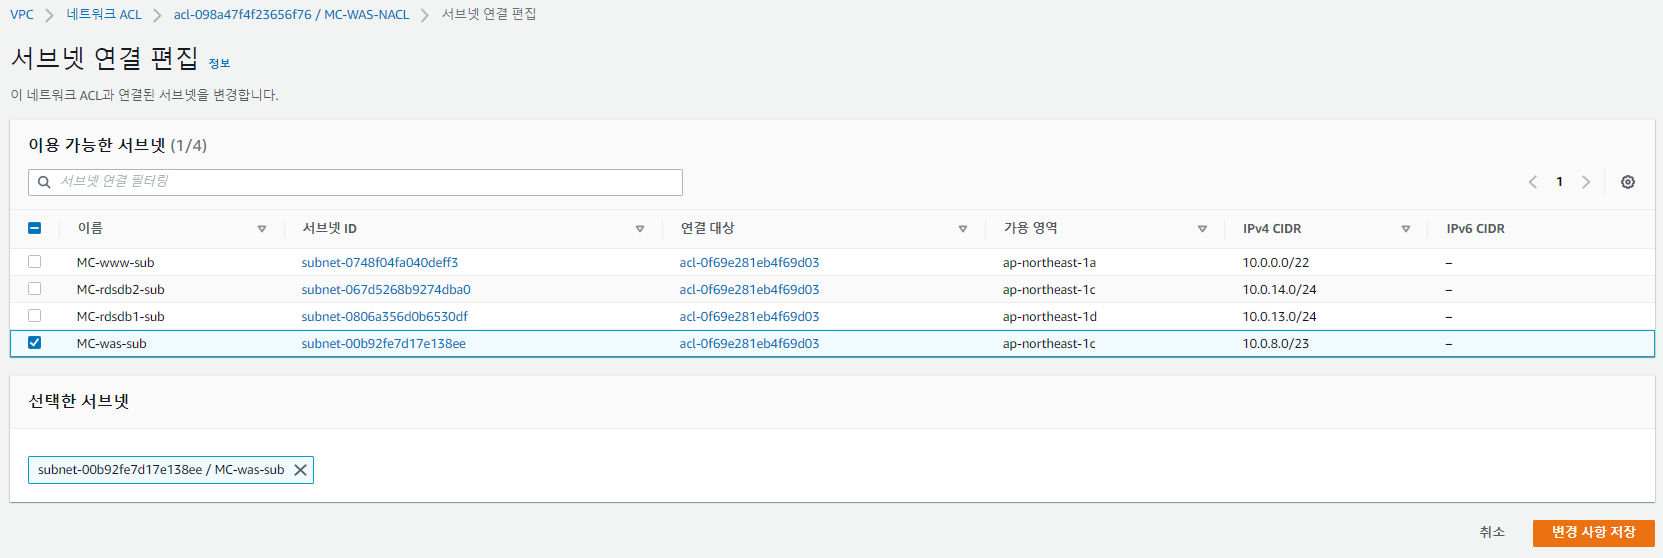 VPC > 네트워크 ACL > acl-098a47f4f23656f76 / MC-WAS-NACL > 서브넷 연결 편집
서브넷 연결 편집 정보
이 네트워크 ACL과 연결된 서브넷을 변경합니다.
이용 가능한 서브넷 (1/4)
서브넷 연결 필터링
1
이름 서브넷 ID 연결 대상 가용 영역 IPv4 CIDR IPv6 CIDR
MC-www-sub subnet-0748f04fa040deff3 acl-0f69e281eb4f69d03 ap-northeast-1a 10.0.0.0/22 –
MC-rdsdb2-sub subnet-067d5268b9274dba0 acl-0f69e281eb4f69d03 ap-northeast-1c 10.0.14.0/24 –
MC-rdsdb1-sub subnet-0806a356d0b6530df acl-0f69e281eb4f69d03 ap-northeast-1d 10.0.13.0/24 –
MC-was-sub subnet-00b92fe7d17e138ee acl-0f69e281eb4f69d03 ap-northeast-1c 10.0.8.0/23 –
선택한 서브넷
subnet-00b92fe7d17e138ee / MC-was-sub
취소 변경 사항 저장